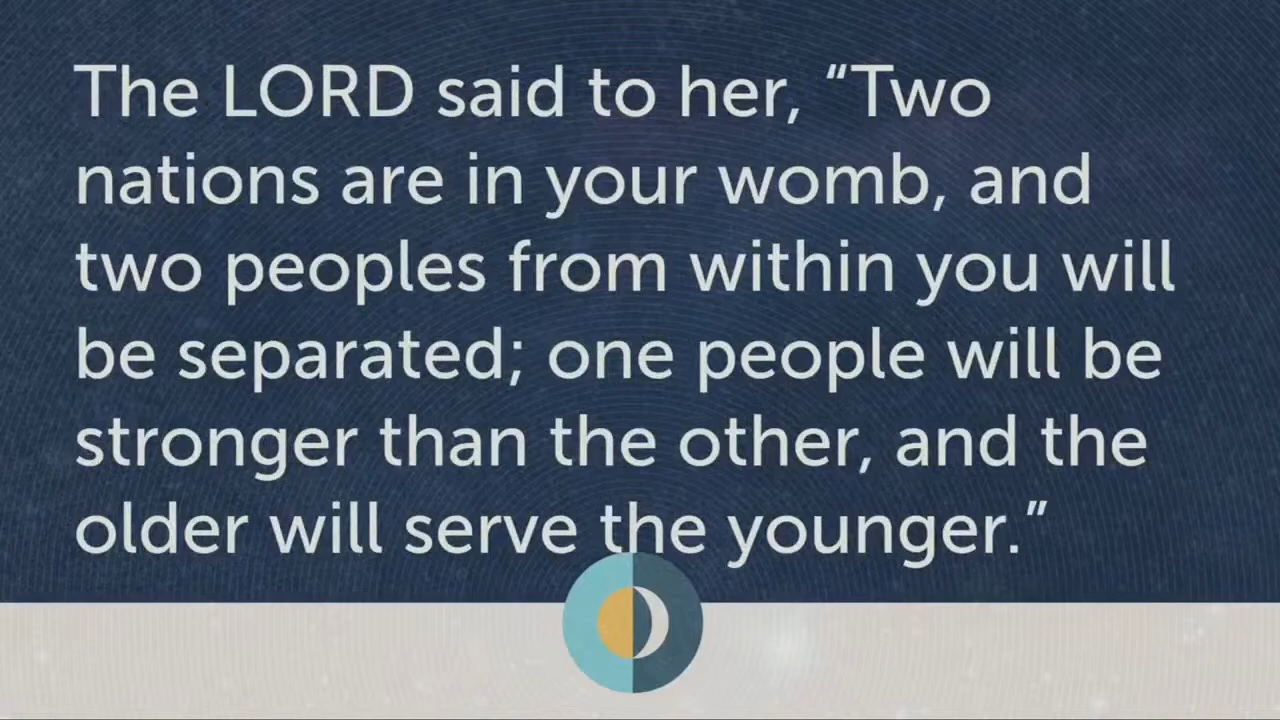 The LORD said to her, “Two
nations are in your womb, and
two peoples from within you will
be separated; one people will be
stronger than the other, and the
older will serve the younger.”